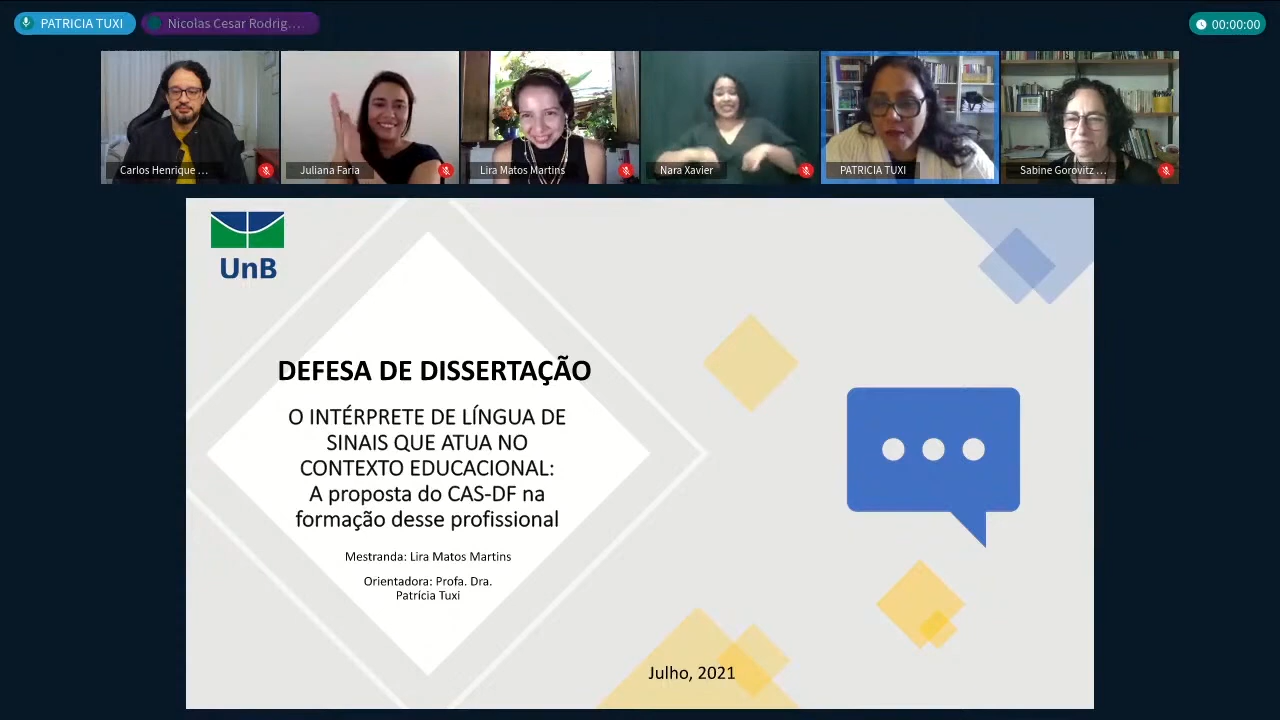 PATRICIA TUXI
Nicolas Cesar Rodrig....
00:00:00
Carlos Henrique ...
Juliana Faria
Lira Matos Martins
Nara Xavier
PATRICIA TUXI
Sabine Gorovitz ...
UnB
DEFESA DE DISSERTAÇÃO
O INTÉRPRETE DE LÍNGUA DE
SINAIS QUE ATUA NO
CONTEXTO EDUCACIONAL:
A proposta do CAS-DF na
formação desse profissional
Mestranda: Lira Matos Martins
Orientadora: Profa. Dra.
Patrícia Tuxi
Julho, 2021